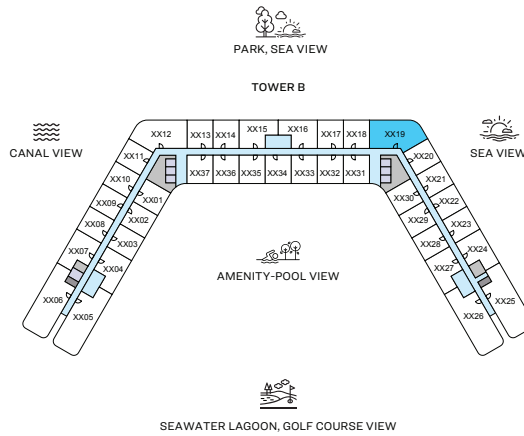 PARK, SEA VIEW
TOWER B
CANAL VIEW
SEA VIEW
XX12
XX13
XX14
XX15
XX16
XX17
XX18
XX19
XX11
XX20
XX37
XX36
XX35
XX34
XX33
XX32
XX31
XX10
XX21
XX01
XX30
XX09
XX22
XX02
XX29
XX08
XX23
XX03
XX28
XX07
XX24
XX04
XX27
XX06
XX25
XX05
XX26
AMENITY-POOL VIEW
SEAWATER LAGOON, GOLF COURSE VIEW